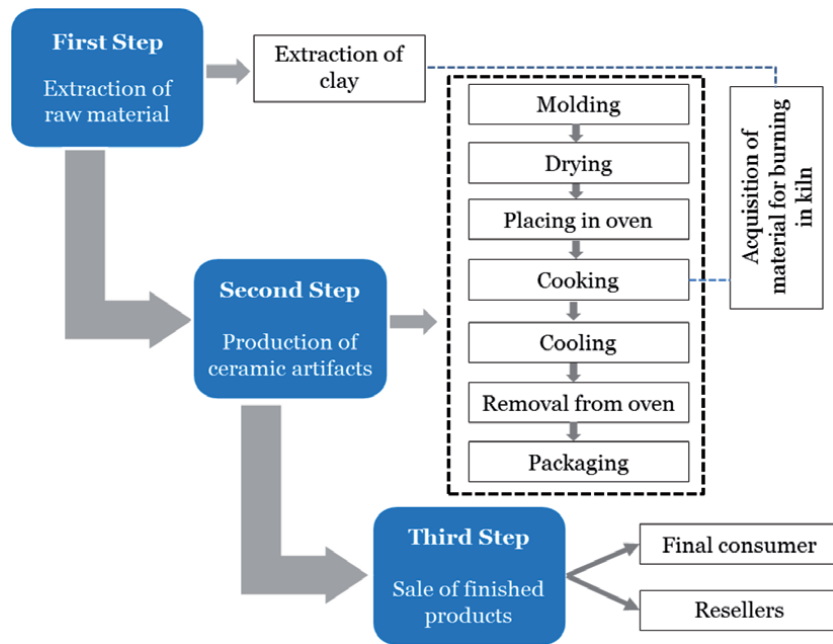 First Step
Extraction of
raw material
Extraction of
clay
Molding
Drying
Placing in oven
Cooking
Cooling
Removal from oven
Packaging
Acquisition of
material for burning
in kiln
Second Step
Production of
ceramic artifacts
Third Step
Sale of finished
products
Final consumer
Resellers